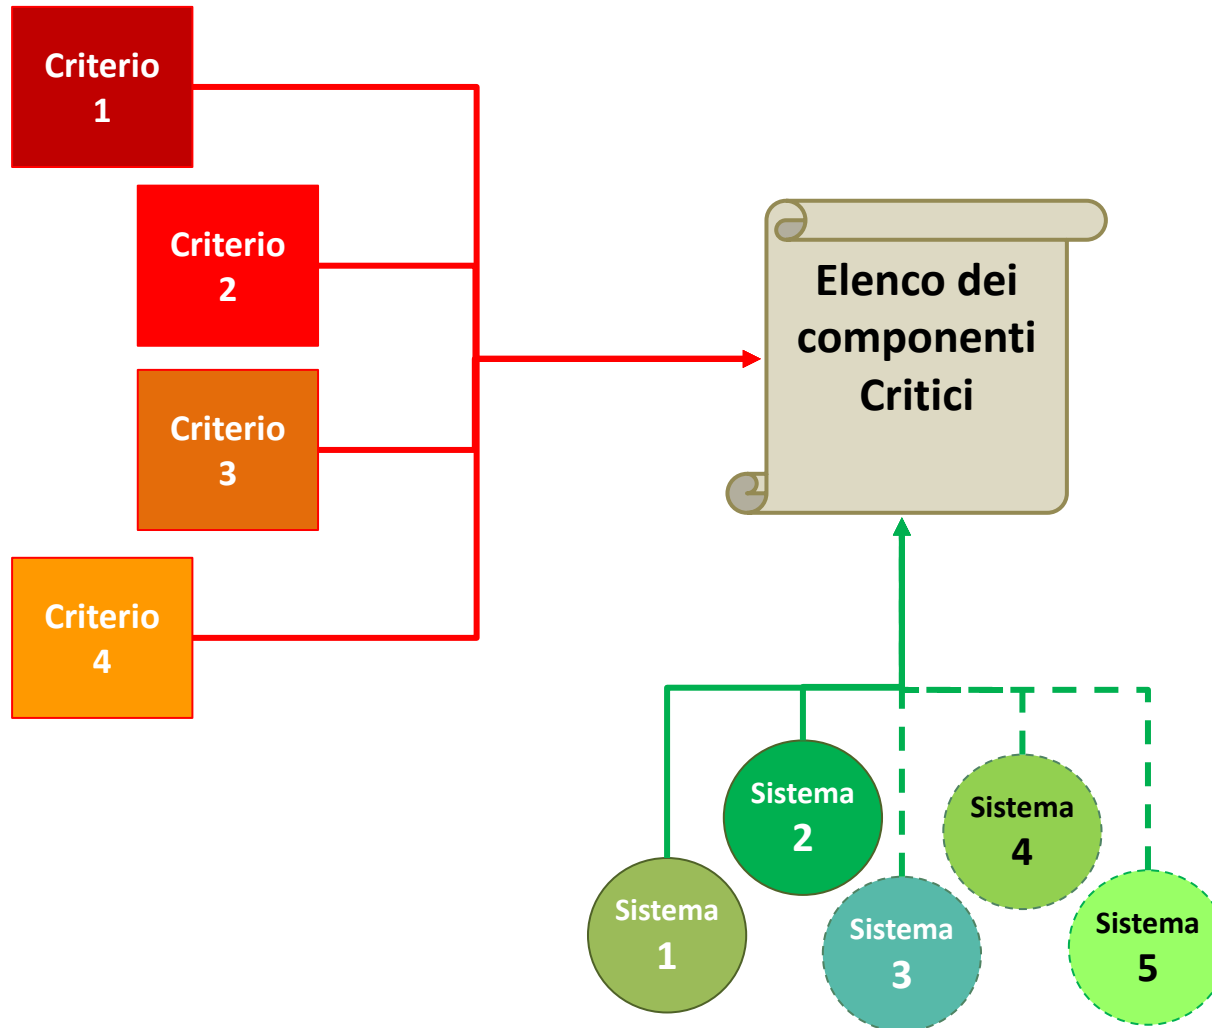 Criterio
1
Criterio
2
Criterio
3
Criterio
4
Elenco dei
componenti
Critici
Sistema
1
Sistema
2
Sistema
3
Sistema
4
Sistema
5